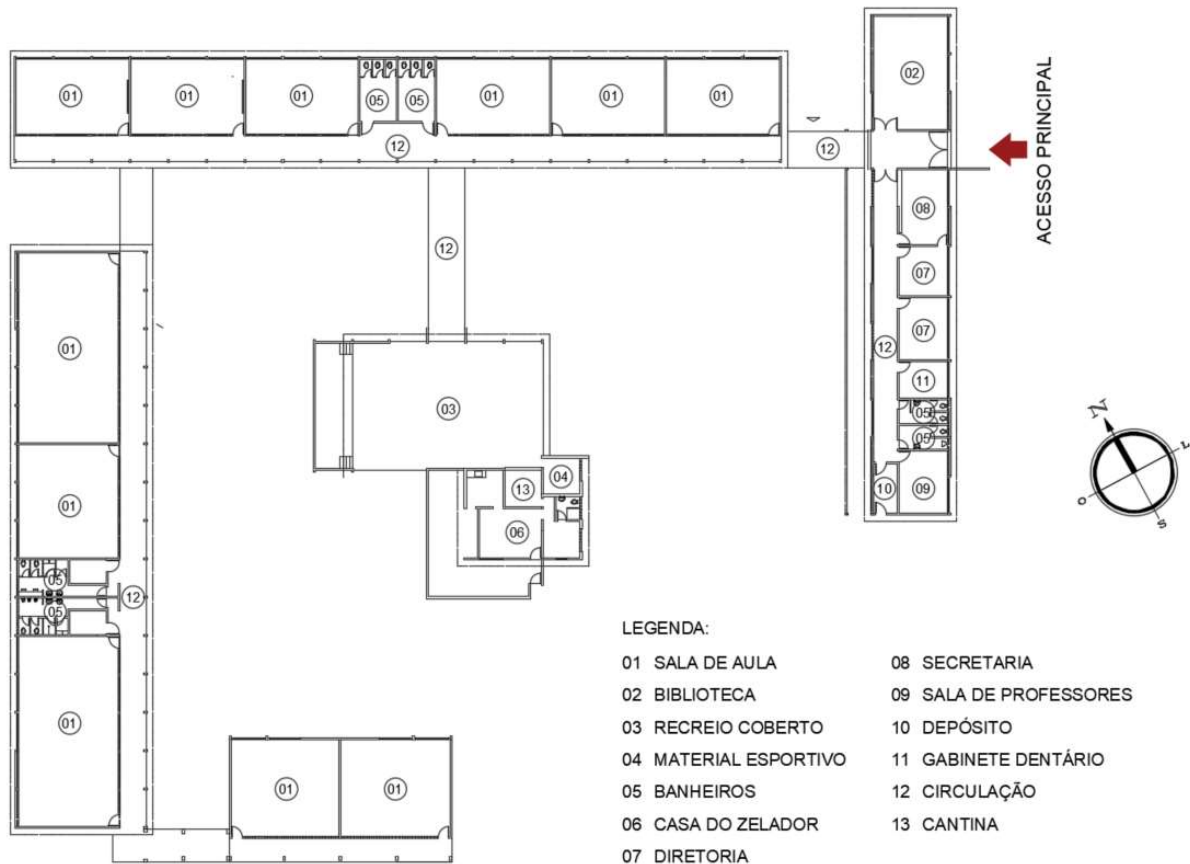 02
01 01 01 05 05 01 01 01
12
12
ACESSO PRINCIPAL
08
12
07
07
12
11
05
05
09
10
01
03
01
04
13
06
05
05
12
01
01 01
N
L
O
S
LEGENDA:
01 SALA DE AULA
02 BIBLIOTECA
03 RECREIO COBERTO
04 MATERIAL ESPORTIVO
05 BANHEIROS
06 CASA DO ZELADOR
07 DIRETORIA
08 SECRETARIA
09 SALA DE PROFESSORES
10 DEPÓSITO
11 GABINETE DENTÁRIO
12 CIRCULAÇÃO
13 CANTINA